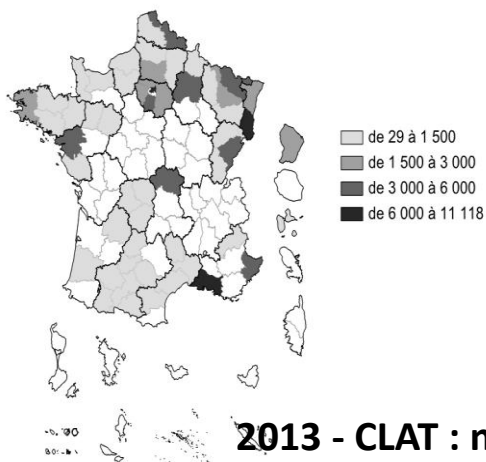 de 29 à 1 500
de 1 500 à 3 000
de 3 000 à 6 000
de 6 000 à 11 118
2013 - CLAT : n